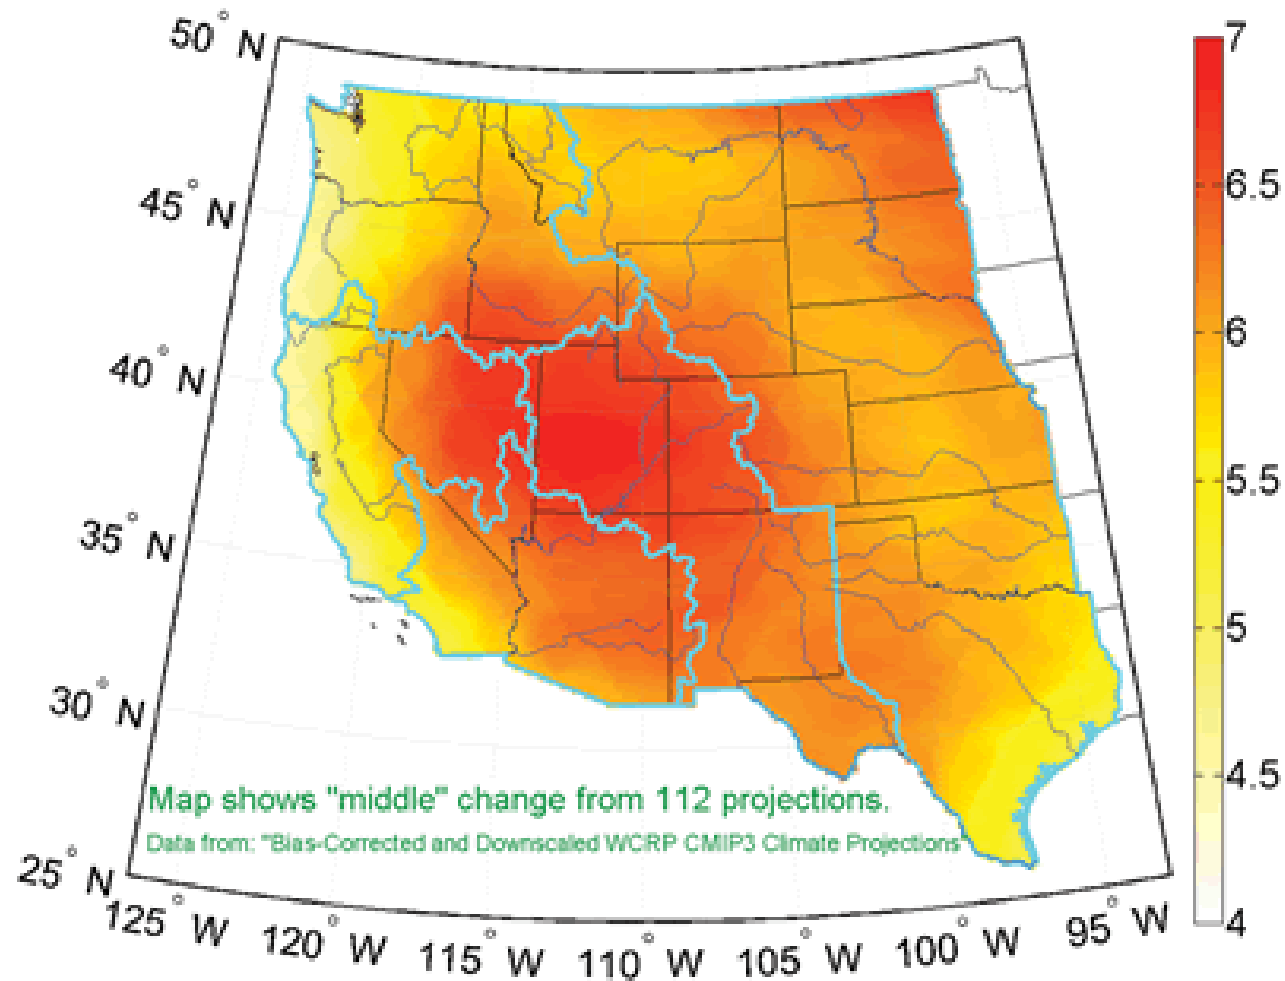 50° N
45° N
40° N
35° N
30° N
25° N
125° W
120° W
115° W
110° W
105° W
100° W
95° W
7
6.5
6
5.5
5
4.5
4
Map shows "middle" change from 112 projections.
Data from: "Bias-Corrected and Downscaled WCRP CMIP3 Climate Projections"